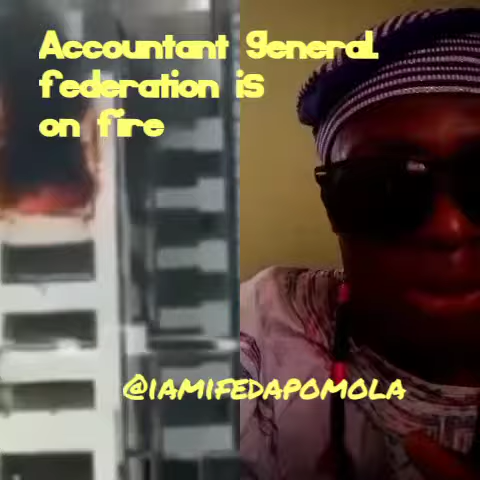 Accountant General
federation is
on fire
@IAMIFEDAPOMOLA